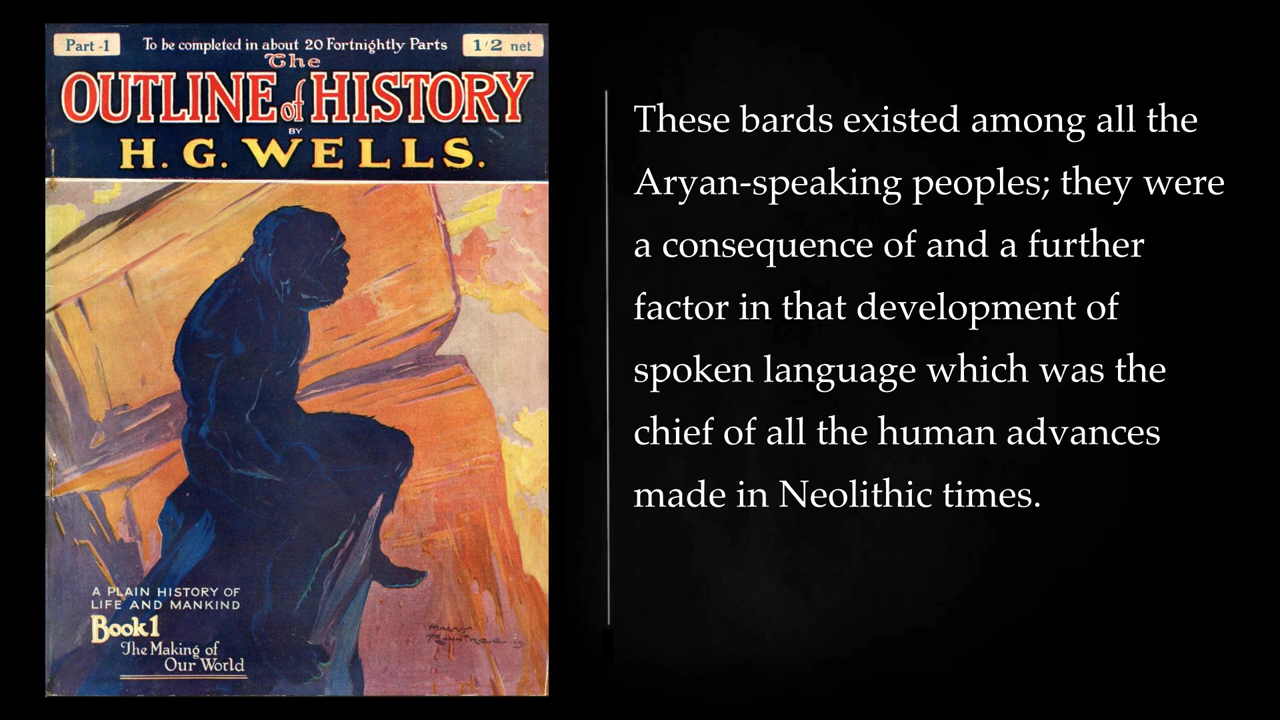 Part -1
To be completed in about 20 Fortnightly Parts
1/2 net
The
OUTLINE of HISTORY
BY
H. G. WELLS.
A PLAIN HISTORY OF
LIFE AND MANKIND
Book 1
The Making of
Our World
These bards existed among all the
Aryan-speaking peoples; they were
a consequence of and a further
factor in that development of
spoken language which was the
chief of all the human advances
made in Neolithic times.